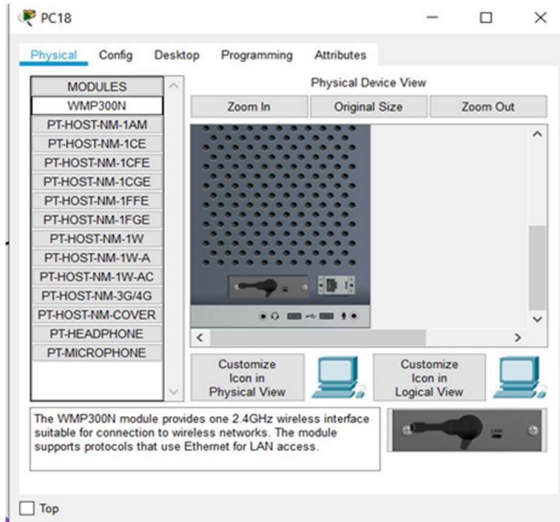 PC18
Physical Config Desktop Programming Attributes
MODULES
WMP300N
PT-HOST-NM-1AM
PT-HOST-NM-1CE
PT-HOST-NM-1CFE
PT-HOST-NM-1CGE
PT-HOST-NM-1FFE
PT-HOST-NM-1FGE
PT-HOST-NM-1W
PT-HOST-NM-1W-A
PT-HOST-NM-1W-AC
PT-HOST-NM-3G/4G
PT-HOST-NM-COVER
PT-HEADPHONE
PT-MICROPHONE
Physical Device View
Zoom In Original Size Zoom Out
Customize
Icon in
Physical View
Customize
Icon in
Logical View
The WMP300N module provides one 2.4GHz wireless interface
suitable for connection to wireless networks. The module
supports protocols that use Ethernet for LAN access.
Top